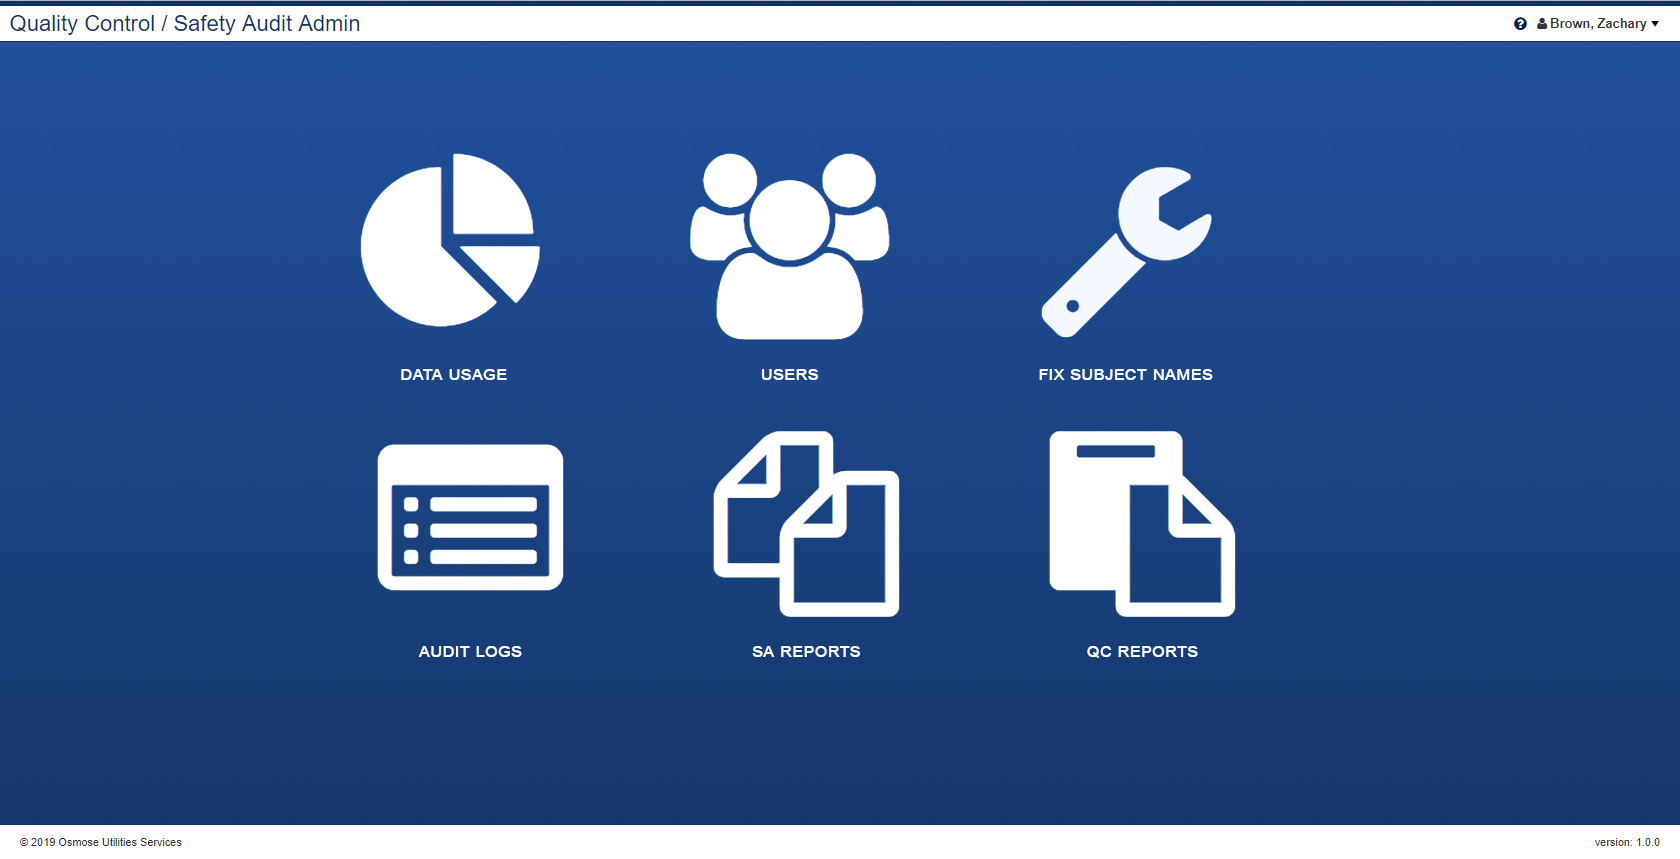 Quality Control / Safety Audit Admin
Brown, Zachary
DATA USAGE
USERS
FIX SUBJECT NAMES
AUDIT LOGS
SA REPORTS
QC REPORTS
© 2019 Osmose Utilities Services
version: 1.0.0